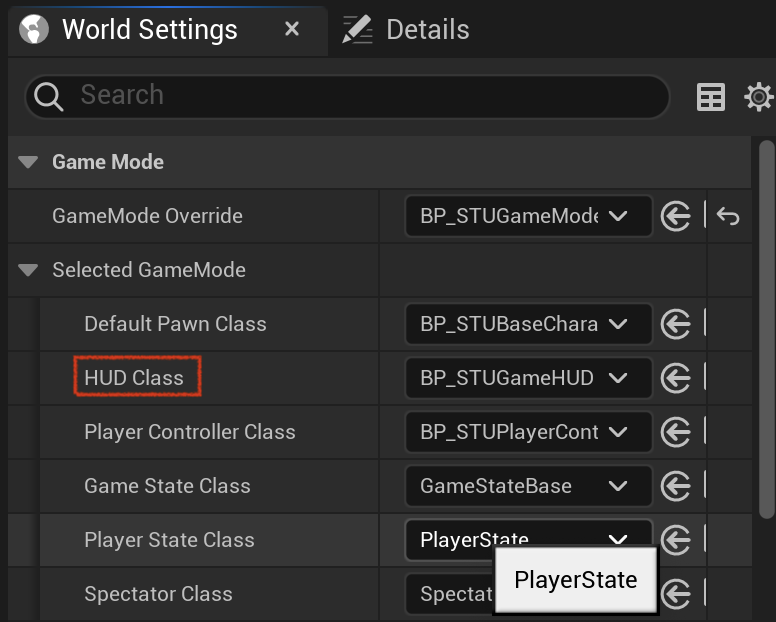 World Settings
Details
Search
Game Mode
GameMode Override BP_STUGameMode
Selected GameMode
Default Pawn Class BP_STUBaseChara
HUD Class BP_STUGameHUD
Player Controller Class BP_STUPlayerCont
Game State Class GameStateBase
Player State Class PlayerState
PlayerState
Spectator Class Spectat